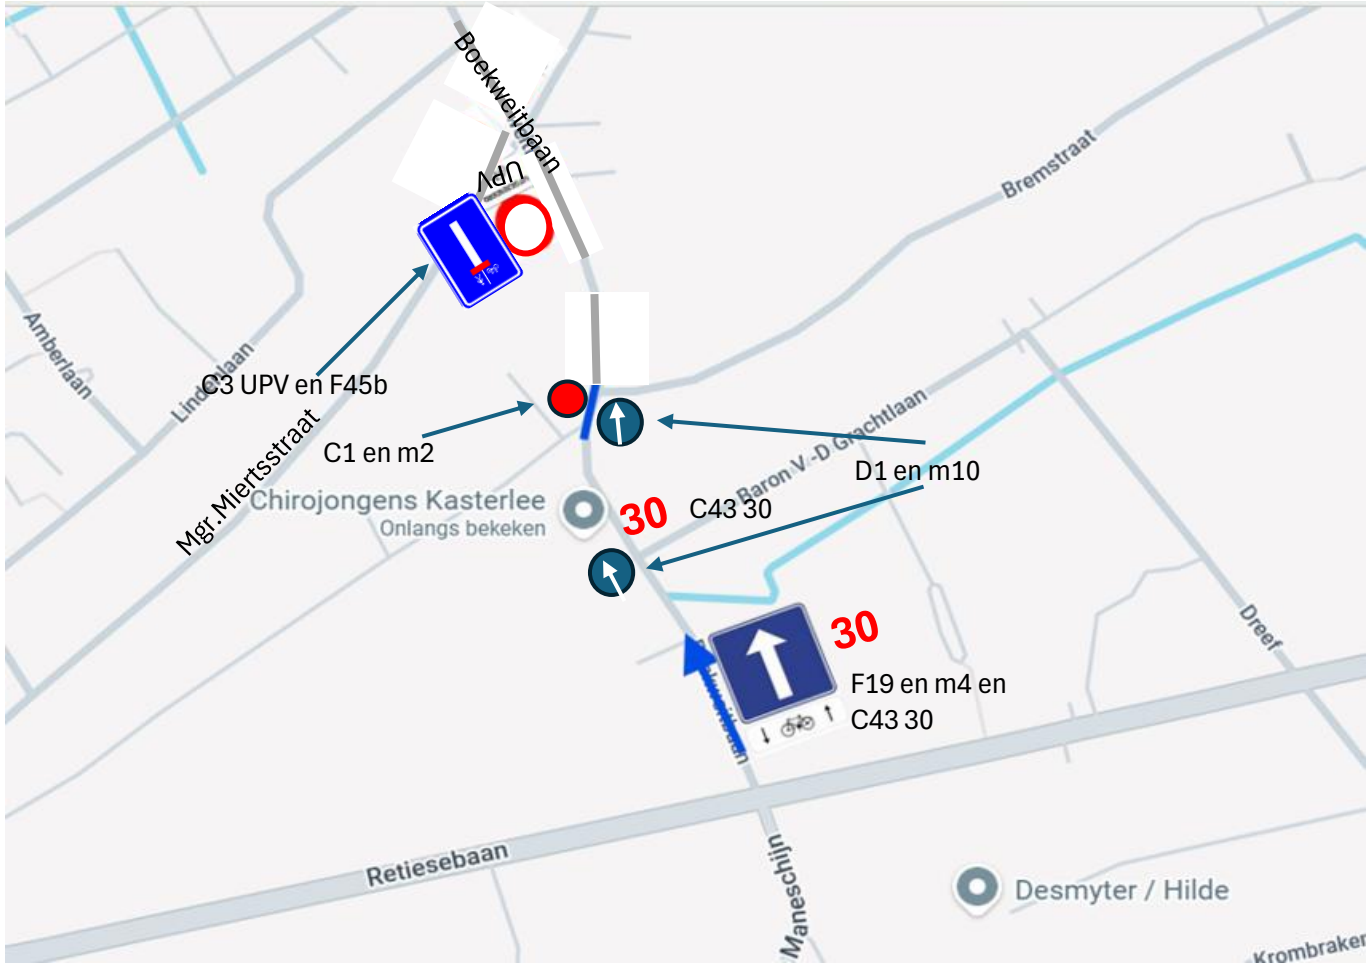 Boekweitbaan
UPV
Bremstraat
Amberlaan
Lindenlaan
C3 UPV en F45b
Mgr.Miertsstraat
C1 en m2
Baron V.-D Grachtlaan
D1 en m10
Chirojongens Kasterlee
Onlangs bekeken
30
C43 30
30
Dreef
F19 en m4 en
C43 30
Retiesebaan
Maneschijn
Desmyter / Hilde
Krombraken